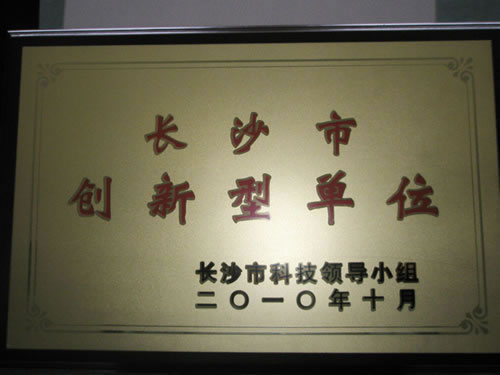 长沙市
创新型单位
长沙市科技领导小组
二〇一〇年十月